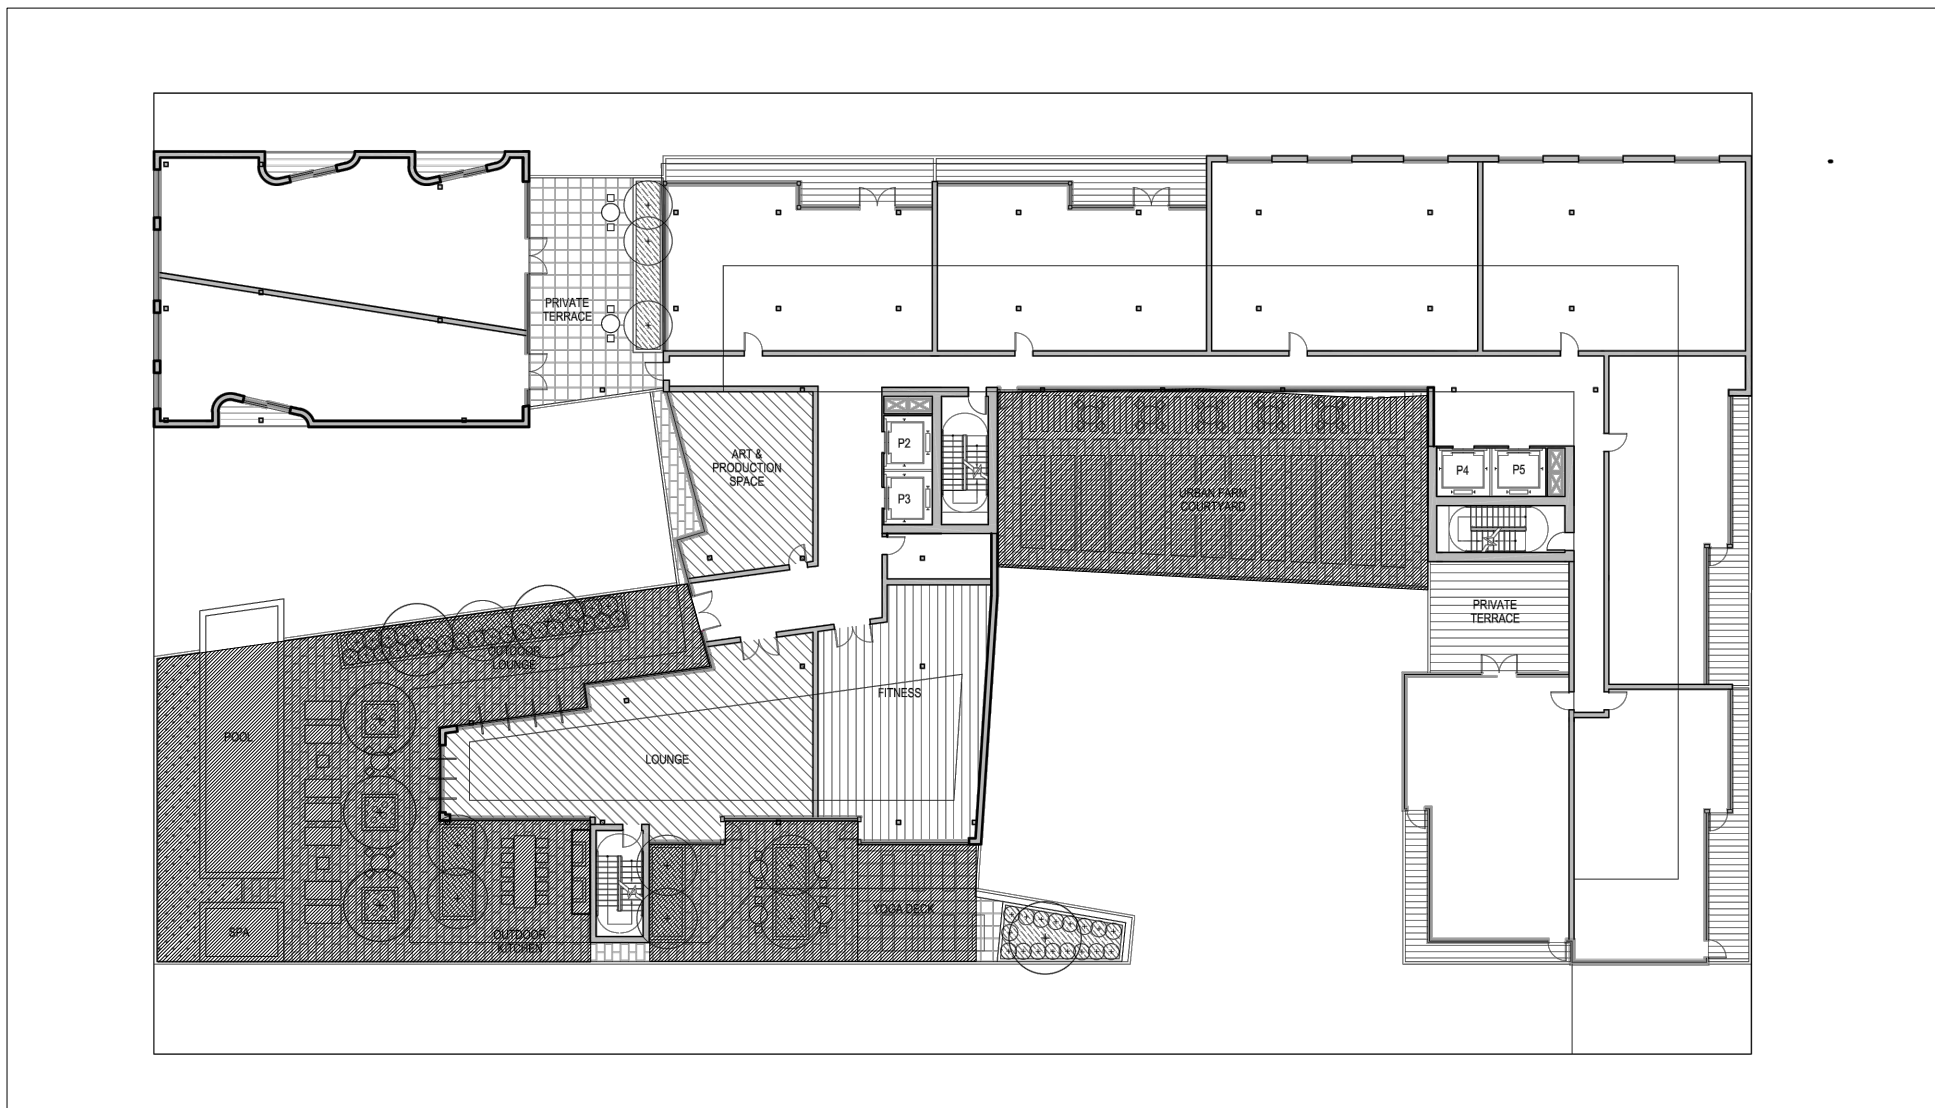 PRIVATE
TERRACE
ART &
PRODUCTION
SPACE
P2
P3
P4
P5
URBAN FARM
COURTYARD
PRIVATE
TERRACE
OUTDOOR
LOUNGE
FITNESS
POOL
LOUNGE
YOGA DECK
SPA
OUTDOOR
KITCHEN